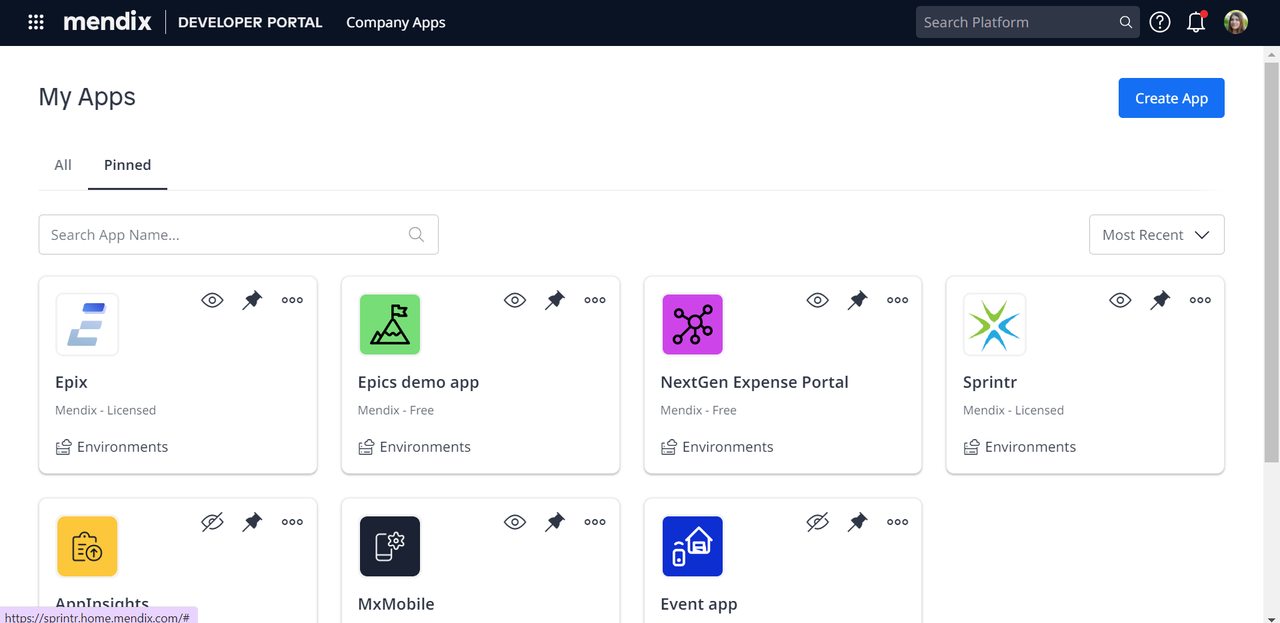 mendix DEVELOPER PORTAL Company Apps Search Platform
My Apps
Create App
All Pinned
Search App Name...
Most Recent
Epix
Mendix - Licensed
Environments
Epics demo app
Mendix - Free
Environments
NextGen Expense Portal
Mendix - Free
Environments
Sprintr
Mendix - Licensed
Environments
AppInsights
MxMobile
Event app
https://sprintr.home.mendix.com/#